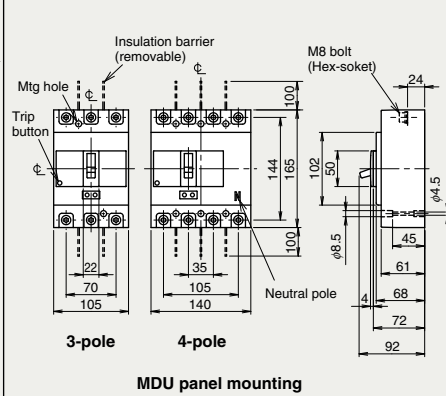 Insulation barrier
(removable)
Mtg hole
Trip
button
℄
℄
℄
M8 bolt
(Hex-soket)
24
100
144
165
100
102
50
φ4.5
φ8.5
45
61
68
4
72
92
22
70
105
35
105
140
N
Neutral pole
3-pole
4-pole
MDU panel mounting